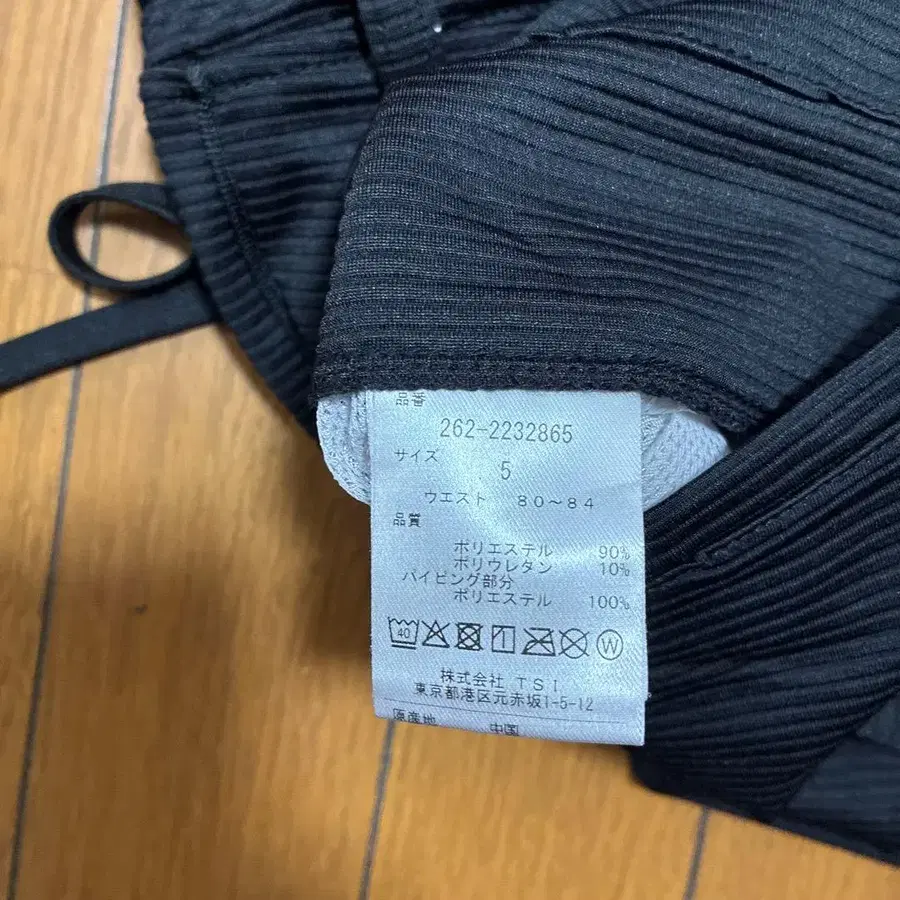 品番
262-2232865
サイズ
5
ウエスト 80～84
品質
ポリエステル 90%
ポリウレタン 10%
パイピング部分
ポリエステル 100%
40 W
株式会社 TSI
東京都港区元赤坂1-5-12
原産地 中国